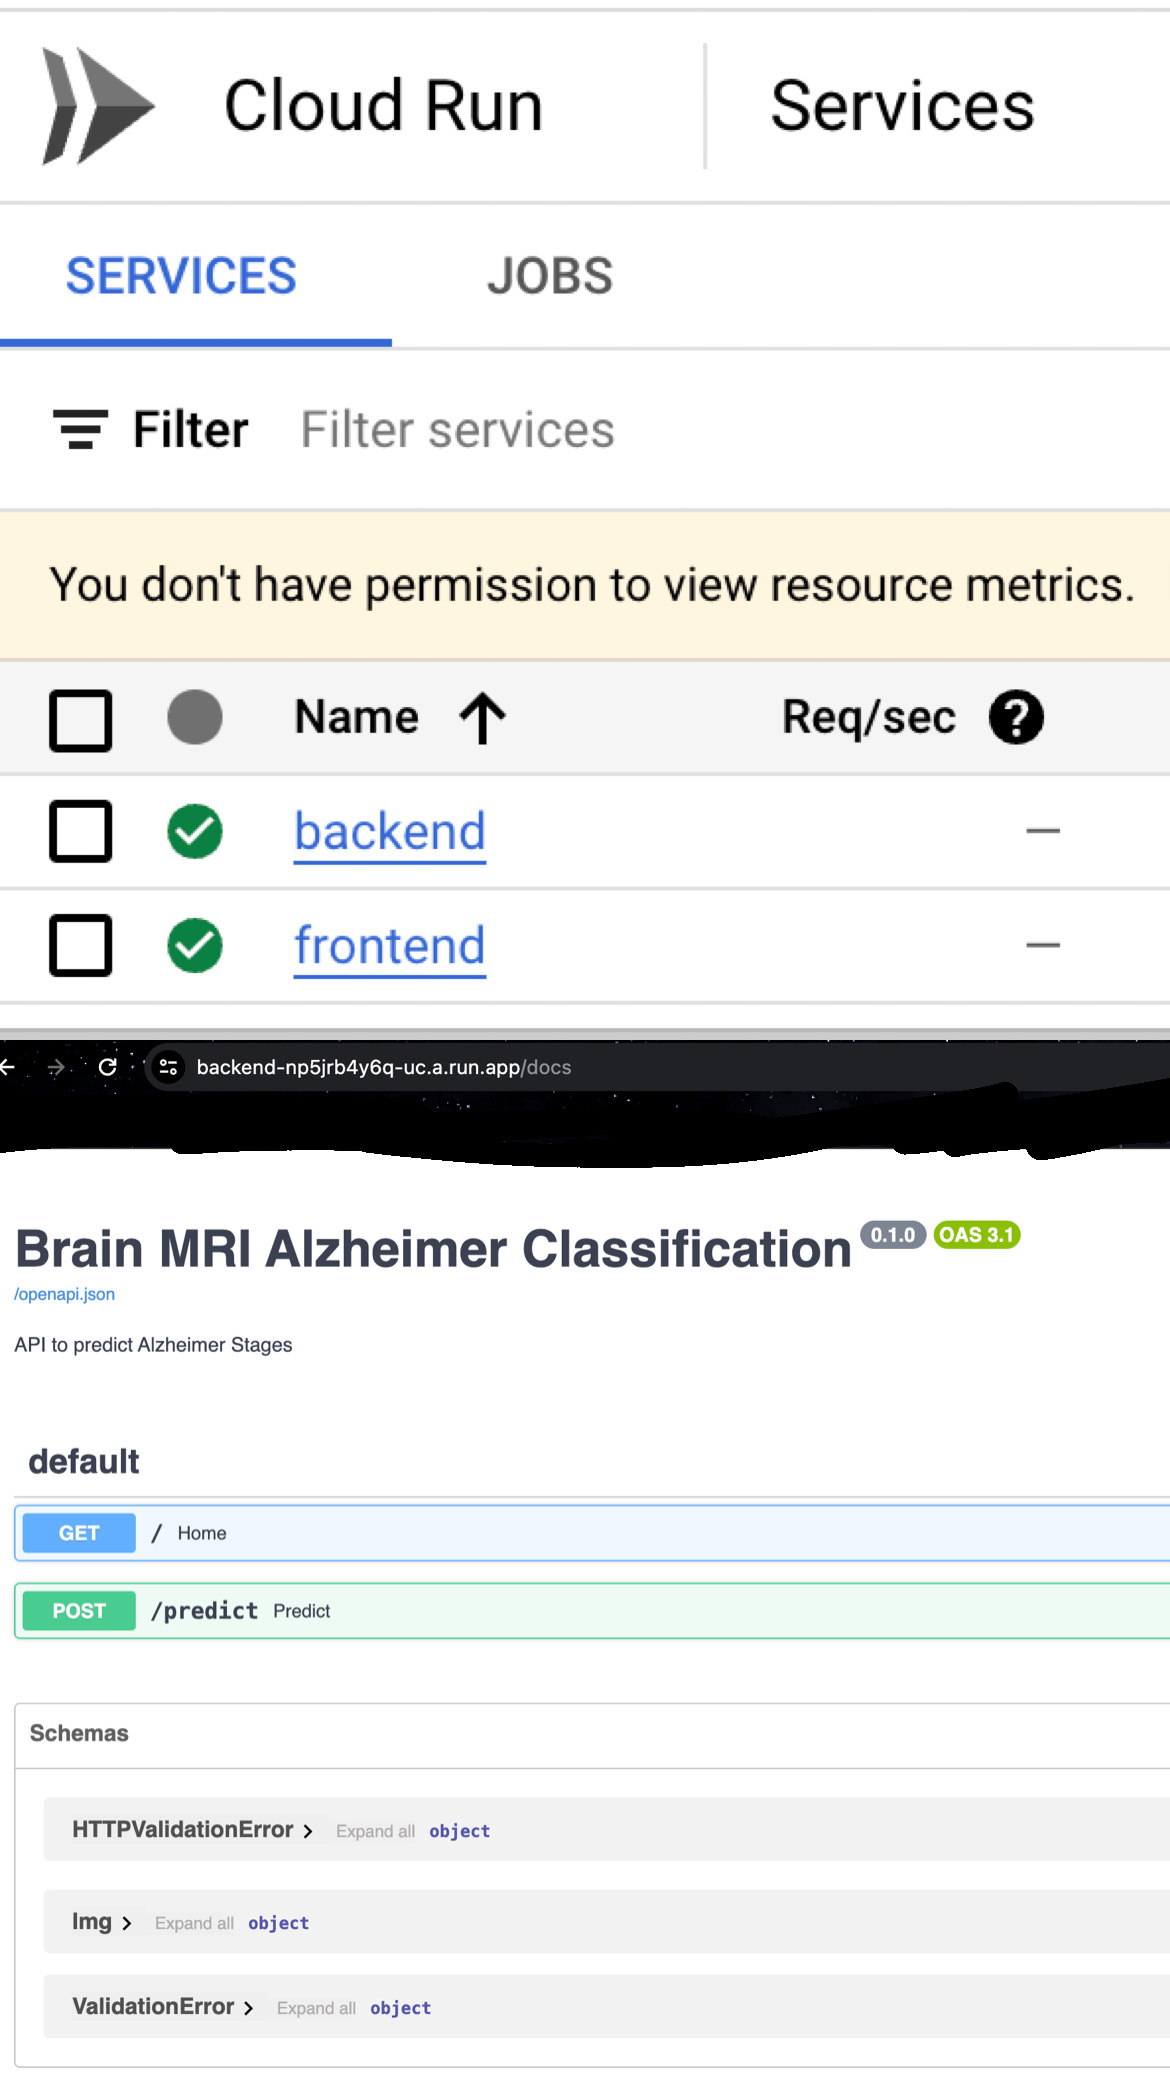 Cloud Run Services
SERVICES JOBS
Filter Filter services
You don't have permission to view resource metrics.
Name Req/sec ?
backend —
frontend —
backend-np5jrb4y6q-uc.a.run.app/docs
Brain MRI Alzheimer Classification 0.1.0 OAS 3.1
/openapi.json
API to predict Alzheimer Stages
default
GET / Home
POST /predict Predict
Schemas
HTTPValidationError Expand all object
Img Expand all object
ValidationError Expand all object